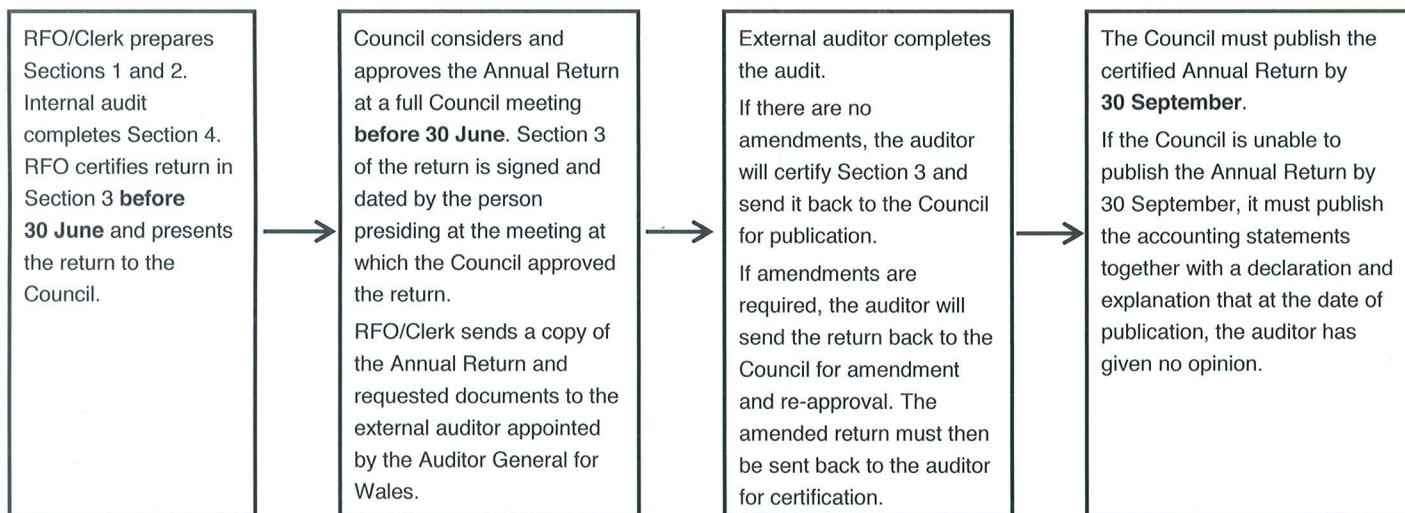 RFO/Clerk prepares
Sections 1 and 2.
Internal audit
completes Section 4.
RFO certifies return in
Section 3 before
30 June and presents
the return to the
Council.
Council considers and
approves the Annual Return
at a full Council meeting
before 30 June. Section 3
of the return is signed and
dated by the person
presiding at the meeting at
which the Council approved
the return.
RFO/Clerk sends a copy of
the Annual Return and
requested documents to the
external auditor appointed
by the Auditor General for
Wales.
External auditor completes
the audit.
If there are no
amendments, the auditor
will certify Section 3 and
send it back to the Council
for publication.
If amendments are
required, the auditor will
send the return back to the
Council for amendment
and re-approval. The
amended return must then
be sent back to the auditor
for certification.
The Council must publish the
certified Annual Return by
30 September.
If the Council is unable to
publish the Annual Return by
30 September, it must publish
the accounting statements
together with a declaration and
explanation that at the date of
publication, the auditor has
given no opinion.